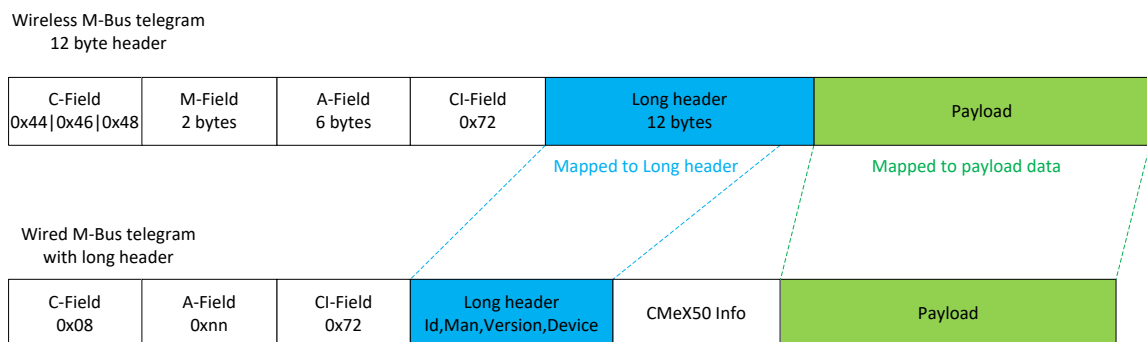 Wireless M-Bus telegram
12 byte header
C-Field
0x44|0x46|0x48
M-Field
2 bytes
A-Field
6 bytes
CI-Field
0x72
Long header
12 bytes
Payload
Mapped to Long header
Mapped to payload data
Wired M-Bus telegram
with long header
C-Field
0x08
A-Field
0xnn
CI-Field
0x72
Long header
Id,Man,Version,Device
CMeX50 Info
Payload